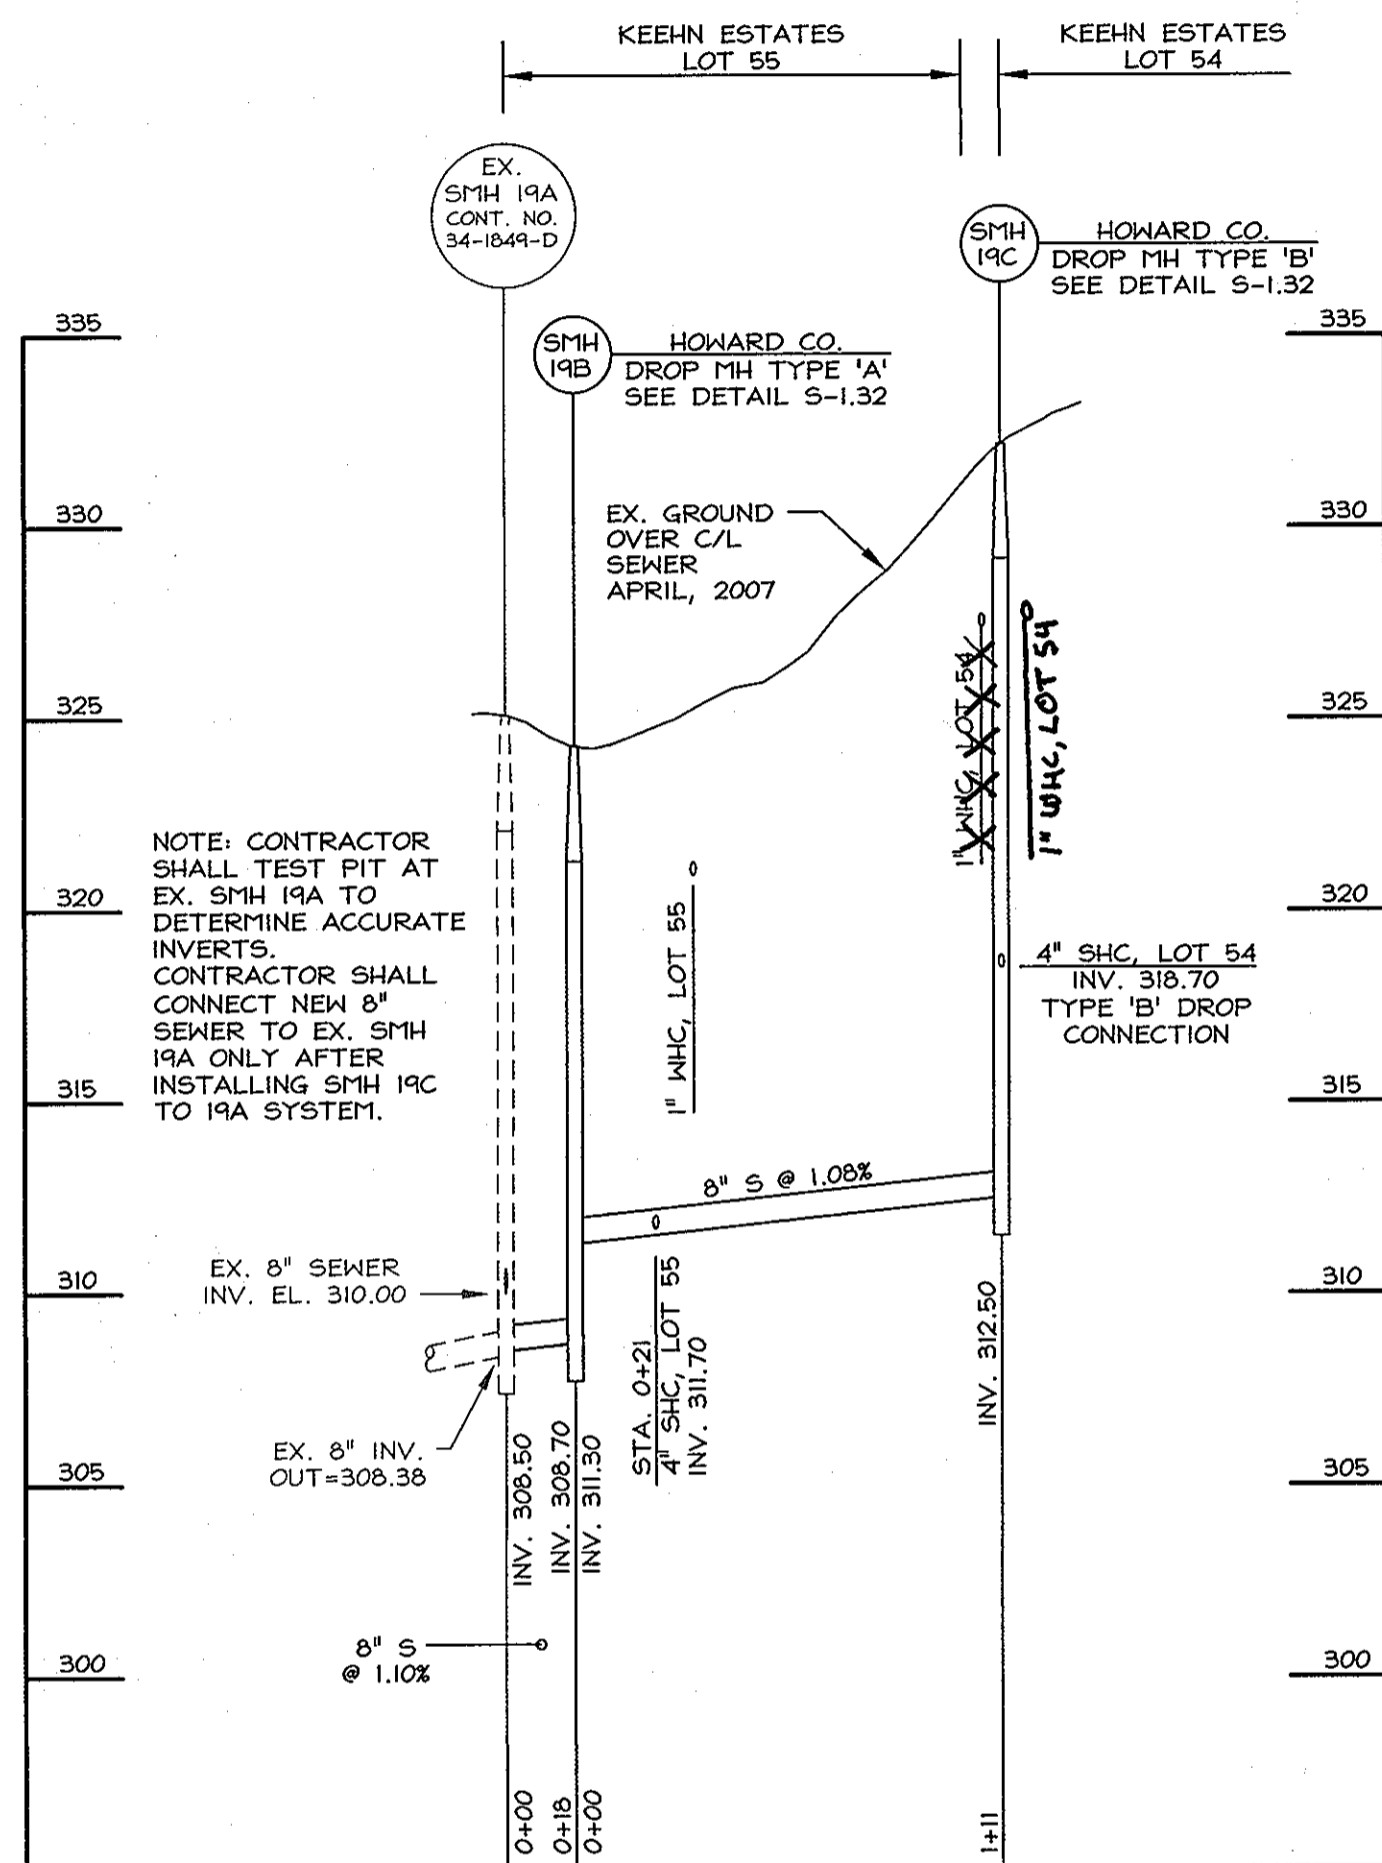 KEEHN ESTATES
LOT 55
KEEHN ESTATES
LOT 54
EX.
SMH 19A
CONT. NO.
34-1849-D
SMH
19C
HOWARD CO.
DROP MH TYPE 'B'
SEE DETAIL S-1.32
335
335
SMH
19B
HOWARD CO.
DROP MH TYPE 'A'
SEE DETAIL S-1.32
330
330
EX. GROUND
OVER C/L
SEWER
APRIL, 2007
1" WHC, LOT 54
1" WHC, LOT 54
325
325
NOTE: CONTRACTOR
SHALL TEST PIT AT
EX. SMH 19A TO
DETERMINE ACCURATE
INVERTS.
CONTRACTOR SHALL
CONNECT NEW 8"
SEWER TO EX. SMH
19A ONLY AFTER
INSTALLING SMH 19C
TO 19A SYSTEM.
320
320
1" WHC, LOT 55
4" SHC, LOT 54
INV. 318.70
TYPE 'B' DROP
CONNECTION
315
315
8" S @ 1.08%
EX. 8" SEWER
INV. EL. 310.00
310
310
STA. 0+21
4" SHC, LOT 55
INV. 311.70
INV. 312.50
EX. 8" INV.
OUT=308.38
305
305
INV. 308.50
INV. 308.70
INV. 311.30
8" S
@ 1.10%
300
300
0+00
0+18
0+00
1+11